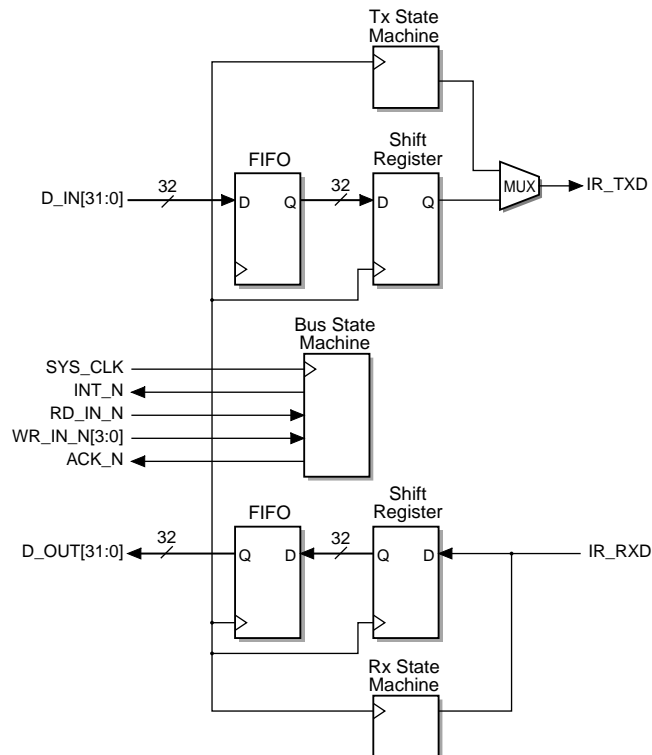 Tx State
Machine
FIFO
Shift
Register
D_IN[31:0]
32
D
Q
32
D
Q
MUX
IR_TXD
Bus State
Machine
SYS_CLK
INT_N
RD_IN_N
WR_IN_N[3:0]
ACK_N
FIFO
Shift
Register
D_OUT[31:0]
32
Q
D
32
Q
D
IR_RXD
Rx State
Machine